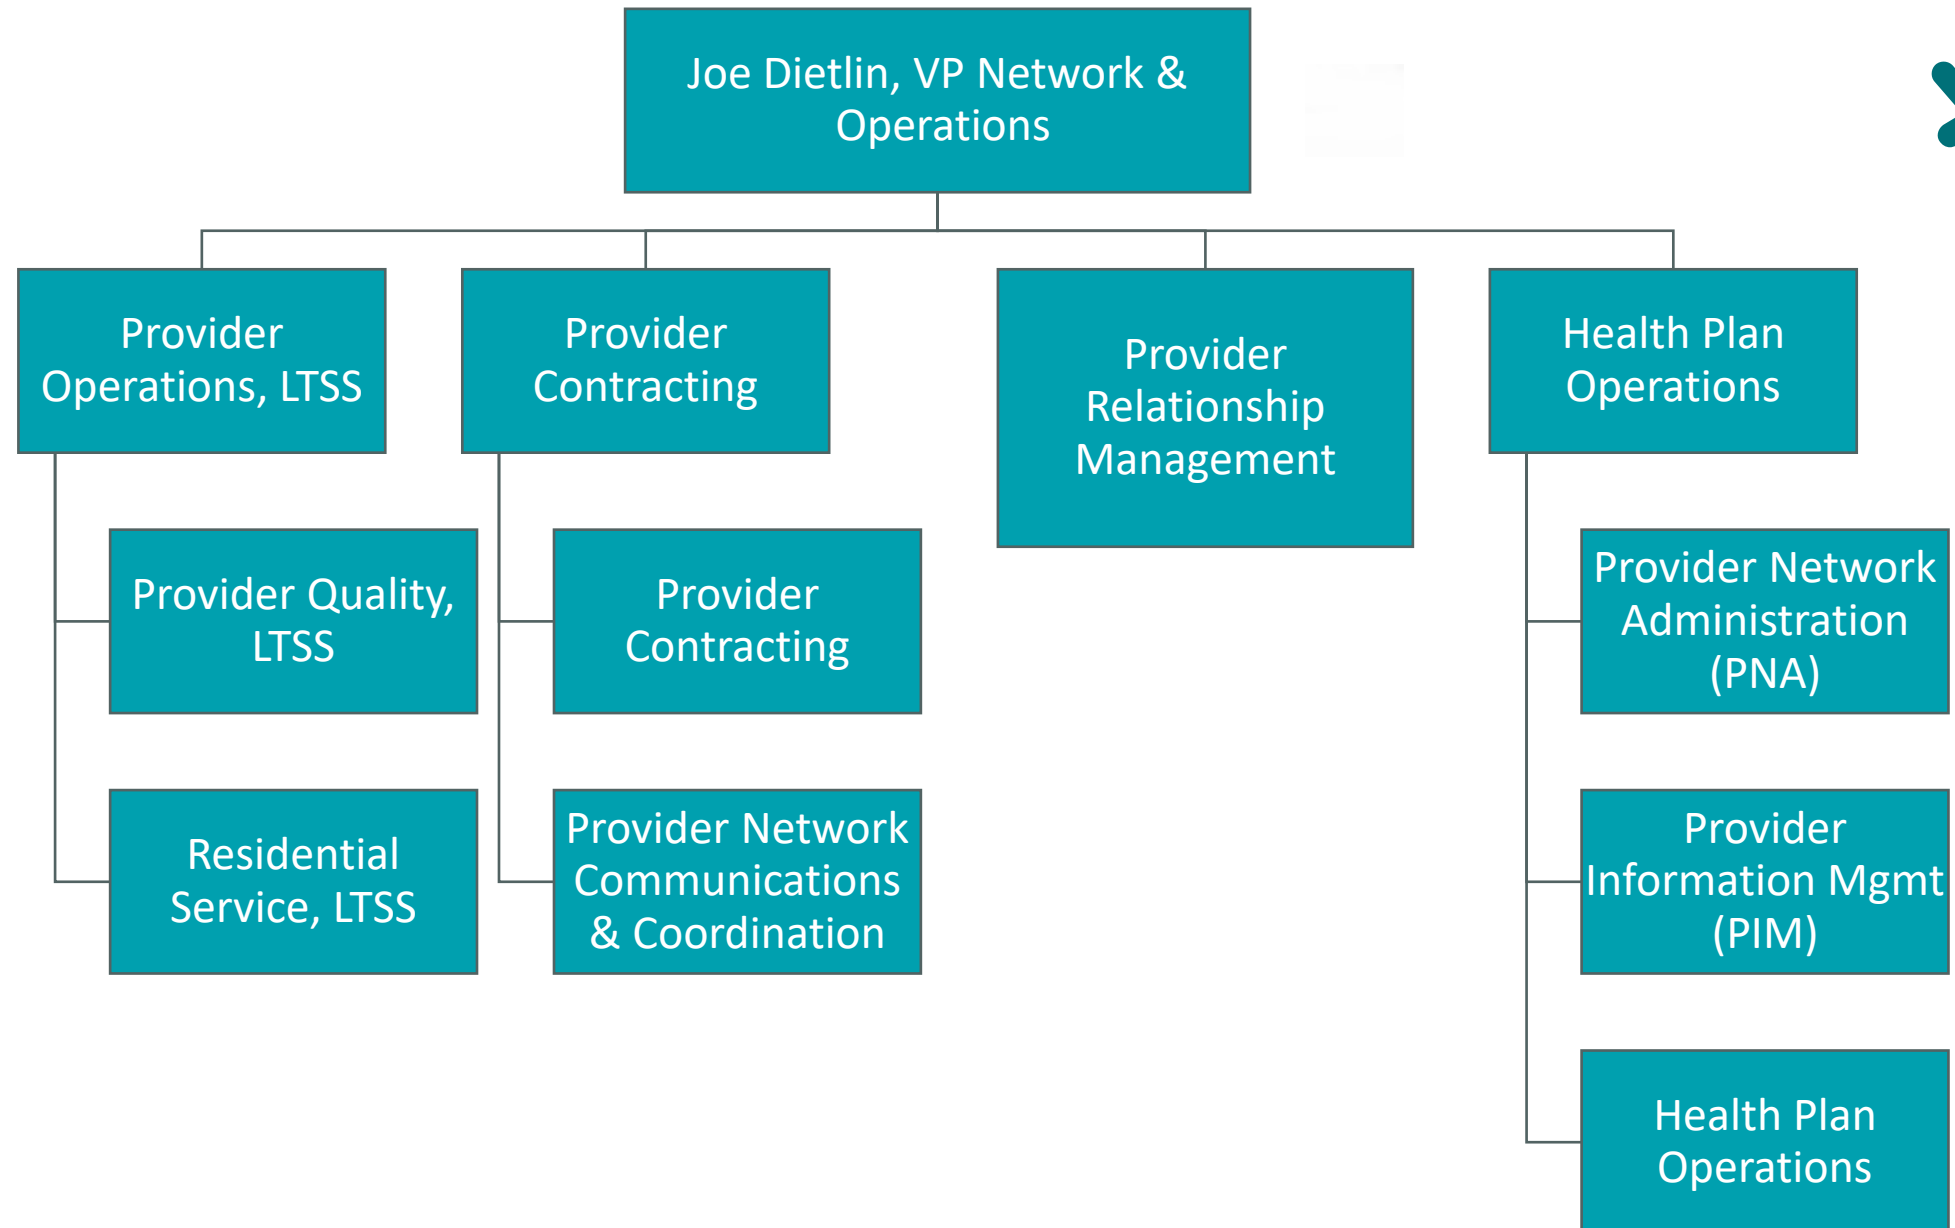 Joe Dietlin, VP Network &
Operations
Provider
Operations, LTSS
Provider
Contracting
Provider
Relationship
Management
Health Plan
Operations
Provider Quality,
LTSS
Provider
Contracting
Provider Network
Administration
(PNA)
Residential
Service, LTSS
Provider Network
Communications
& Coordination
Provider
Information Mgmt
(PIM)
Health Plan
Operations